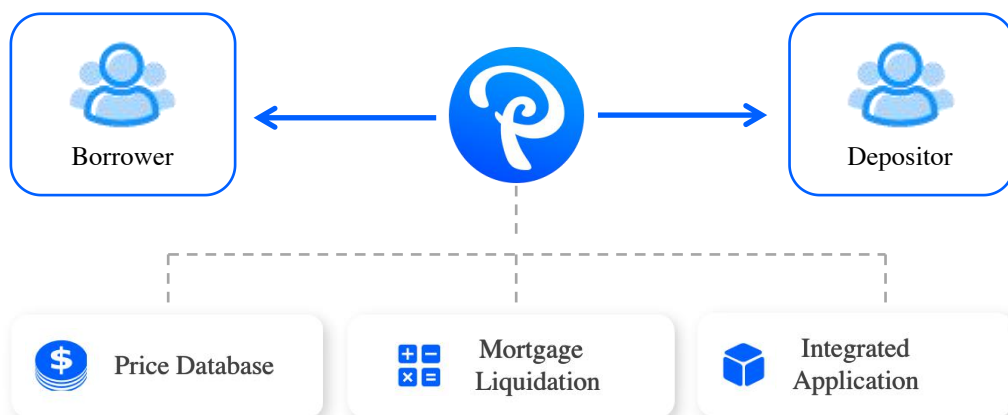 Borrower
Depositor
Price Database
Mortgage
Liquidation
Integrated
Application